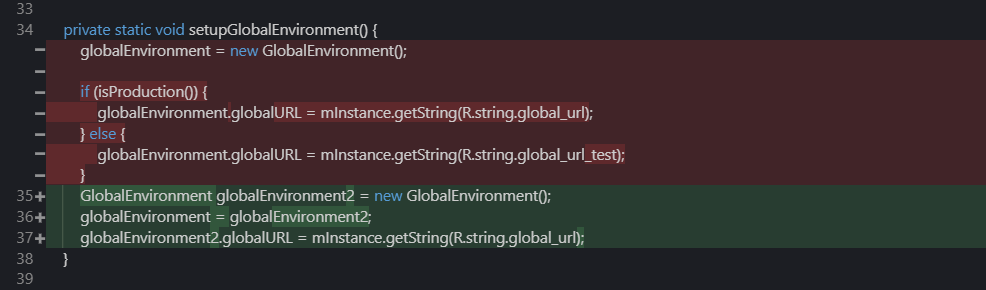 33
34 private static void setupGlobalEnvironment() {
− globalEnvironment = new GlobalEnvironment();
−
− if (isProduction()) {
− globalEnvironment.globalURL = mInstance.getString(R.string.global_url);
− } else {
− globalEnvironment.globalURL = mInstance.getString(R.string.global_url_test);
− }
35+ GlobalEnvironment globalEnvironment2 = new GlobalEnvironment();
36+ globalEnvironment = globalEnvironment2;
37+ globalEnvironment2.globalURL = mInstance.getString(R.string.global_url);
38 }
39